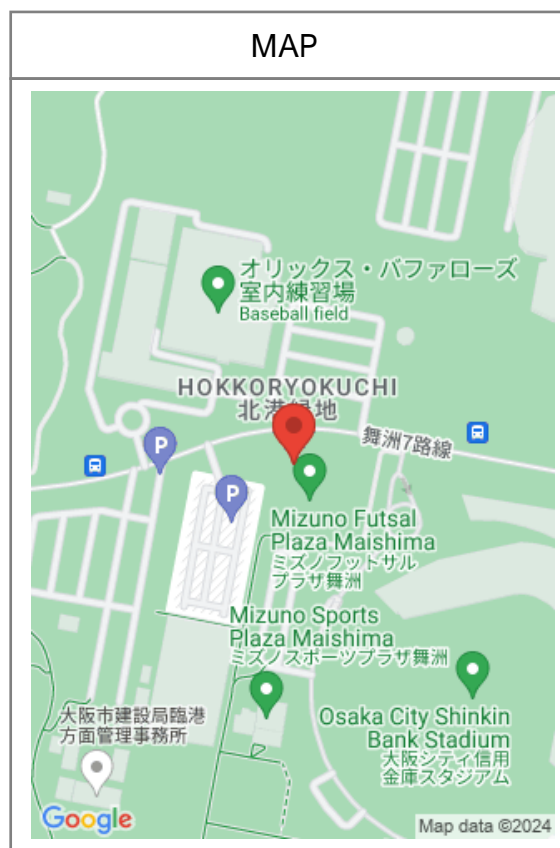 MAP
オリックス・バファローズ
室内練習場
Baseball field
HOKKORYOKUCHI
北港緑地
舞洲7路線
P
P
Mizuno Futsal
Plaza Maishima
ミズノフットサル
プラザ舞洲
Mizuno Sports
Plaza Maishima
ミズノスポーツプラザ舞洲
大阪市建設局臨港
方面管理事務所
Osaka City Shinkin
Bank Stadium
大阪シティ信用
金庫スタジアム
Google
Map data ©2024